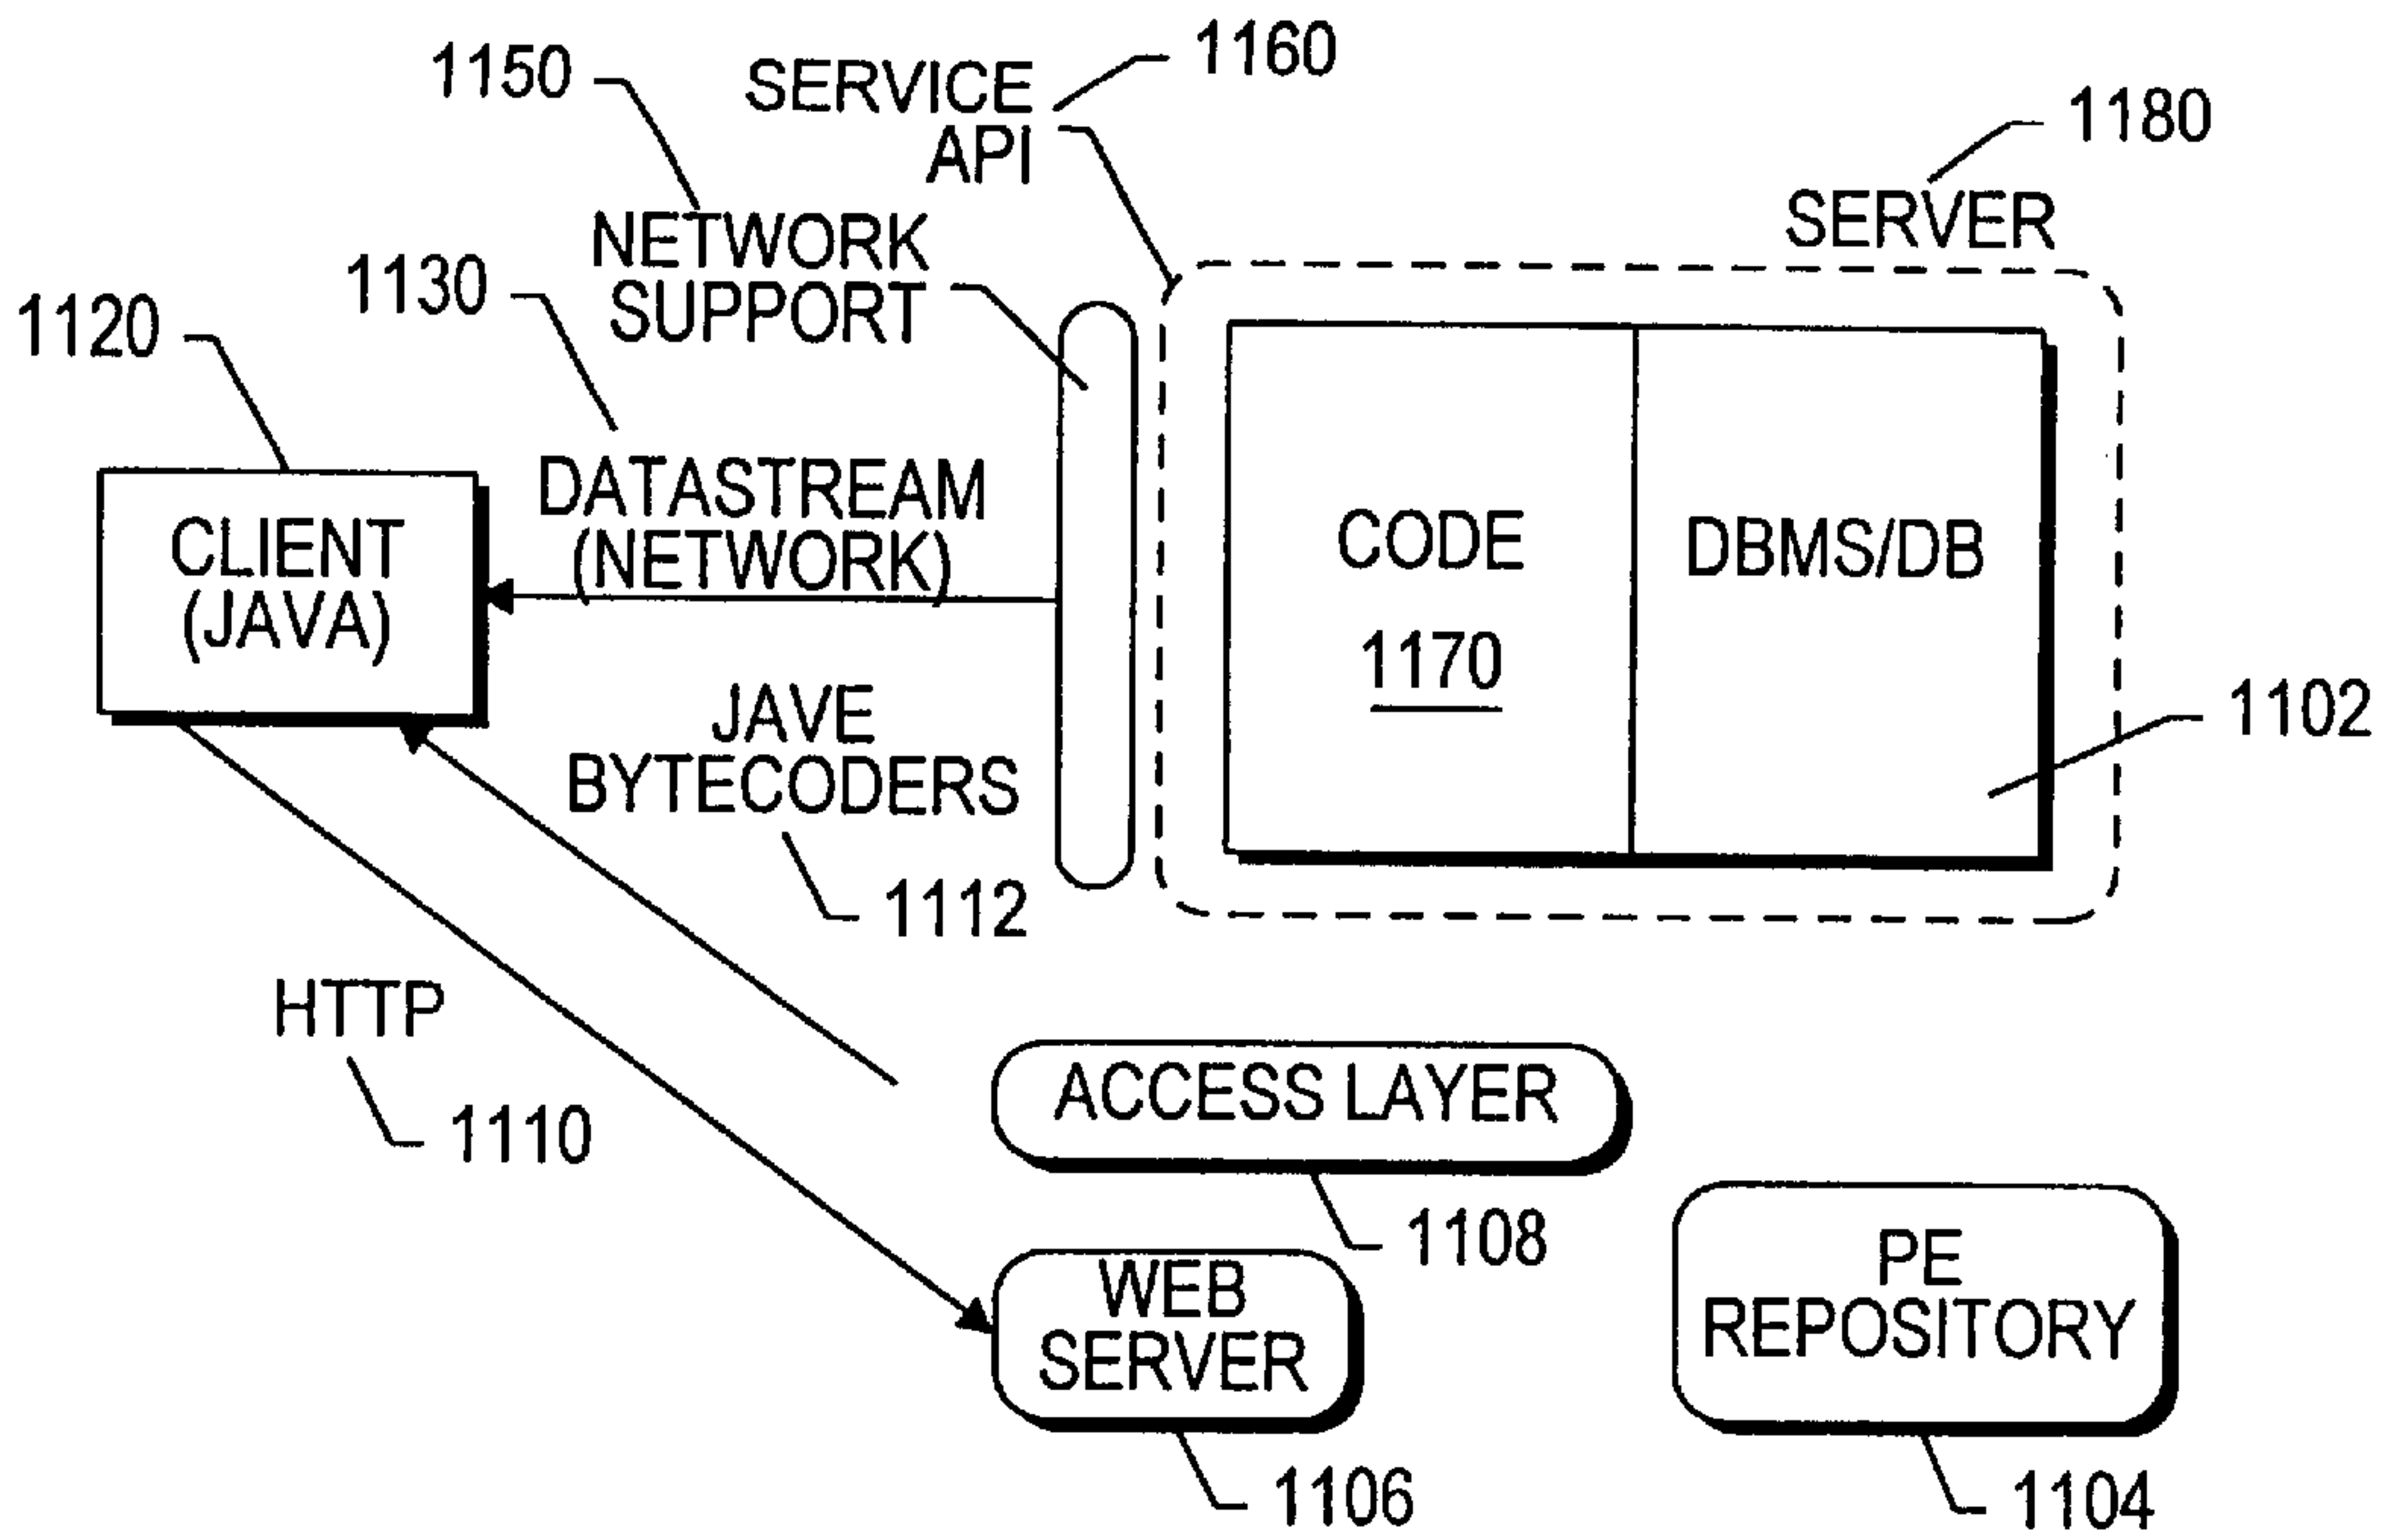 1150
SERVICE
API
1160
1180
SERVER
NETWORK
SUPPORT
1130
1120
DATASTREAM
(NETWORK)
CLIENT
(JAVA)
CODE
1170
DBMS/DB
1102
JAVE
BYTECODERS
1112
HTTP
1110
ACCESS LAYER
1108
WEB
SERVER
1106
PE
REPOSITORY
1104